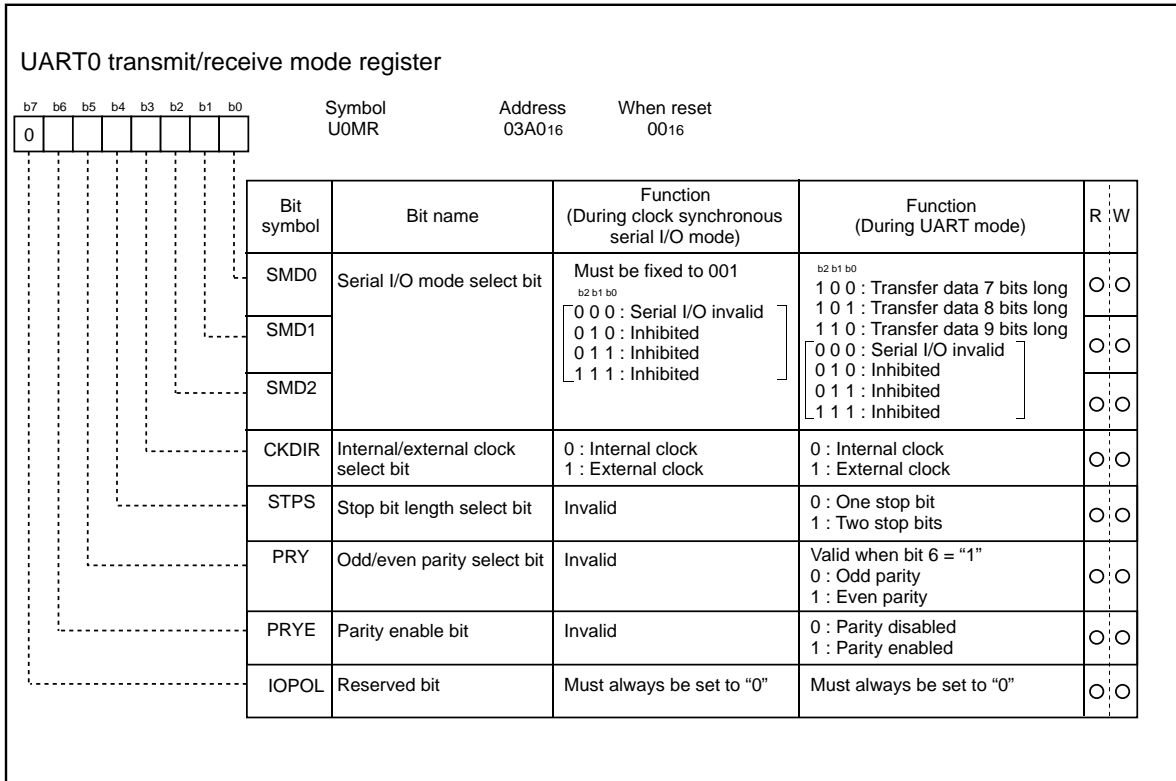 UART0 transmit/receive mode register
b7 b6 b5 b4 b3 b2 b1 b0
0
Symbol Address When reset
U0MR 03A016 0016
Bit symbol
Bit name
Function
(During clock synchronous
serial I/O mode)
Function
(During UART mode)
R W
SMD0
SMD1
SMD2
Serial I/O mode select bit
Must be fixed to 001
b2 b1 b0
0 0 0 : Serial I/O invalid
0 1 0 : Inhibited
0 1 1 : Inhibited
1 1 1 : Inhibited
b2 b1 b0
1 0 0 : Transfer data 7 bits long
1 0 1 : Transfer data 8 bits long
1 1 0 : Transfer data 9 bits long
0 0 0 : Serial I/O invalid
0 1 0 : Inhibited
0 1 1 : Inhibited
1 1 1 : Inhibited
CKDIR
Internal/external clock
select bit
0 : Internal clock
1 : External clock
0 : Internal clock
1 : External clock
STPS
Stop bit length select bit
Invalid
0 : One stop bit
1 : Two stop bits
PRY
Odd/even parity select bit
Invalid
Valid when bit 6 = “1”
0 : Odd parity
1 : Even parity
PRYE
Parity enable bit
Invalid
0 : Parity disabled
1 : Parity enabled
IOPOL
Reserved bit
Must always be set to “0”
Must always be set to “0”